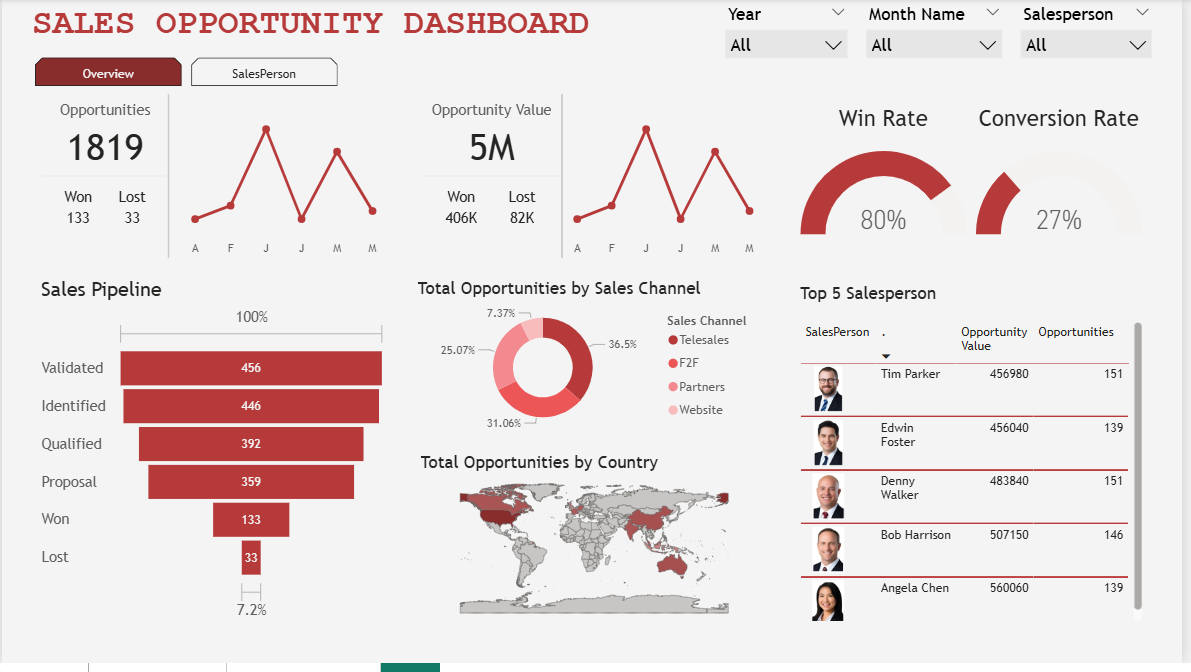 SALES OPPORTUNITY DASHBOARD
Year
Month Name
Salesperson
All
All
All
Overview
SalesPerson
Opportunities
1819
Won
Lost
133
33
A F J J M M
Opportunity Value
5M
Won
Lost
406K
82K
A F J J M M
Win Rate
80%
Conversion Rate
27%
Sales Pipeline
100%
Validated 456
Identified 446
Qualified 392
Proposal 359
Won 133
Lost 33
7.2%
Total Opportunities by Sales Channel
7.37%
25.07%
36.5%
31.06%
Sales Channel
Telesales
F2F
Partners
Website
Total Opportunities by Country
Top 5 Salesperson
SalesPerson . Opportunity Opportunities
Value
Tim Parker 456980 151
Edwin 456040 139
Foster
Denny 483840 151
Walker
Bob Harrison 507150 146
Angela Chen 560060 139